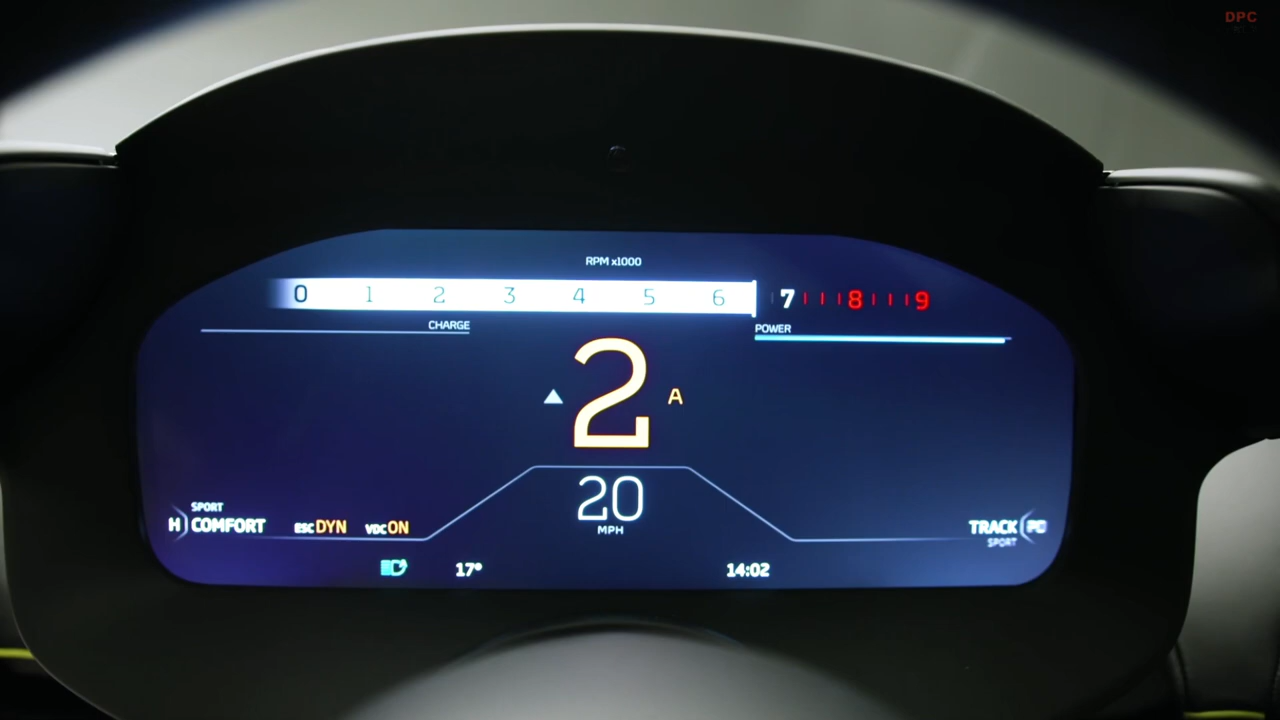 DPC
RPM x1000
0 1 2 3 4 5 6 7 8 9
CHARGE
POWER
2 A
20
MPH
SPORT
H COMFORT ESC DYN VDC ON
TRACK PC
SPORT
17° 14:02